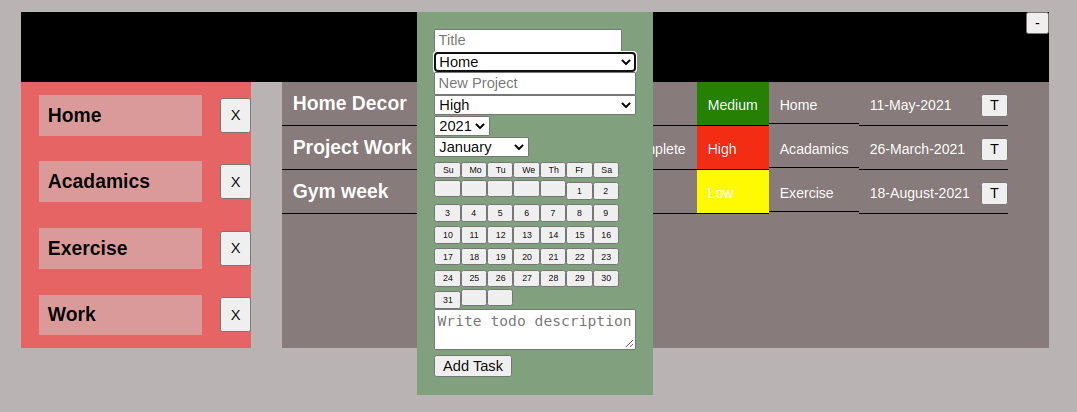 -
Home X
Acadamics X
Exercise X
Work X
Title
Home
New Project
High
2021
January
Su Mo Tu We Th Fr Sa
1 2
3 4 5 6 7 8 9
10 11 12 13 14 15 16
17 18 19 20 21 22 23
24 25 26 27 28 29 30
31
Write todo description
Add Task
Home Decor Medium Home 11-May-2021 T
Project Work High Acadamics 26-March-2021 T
Gym week Low Exercise 18-August-2021 T